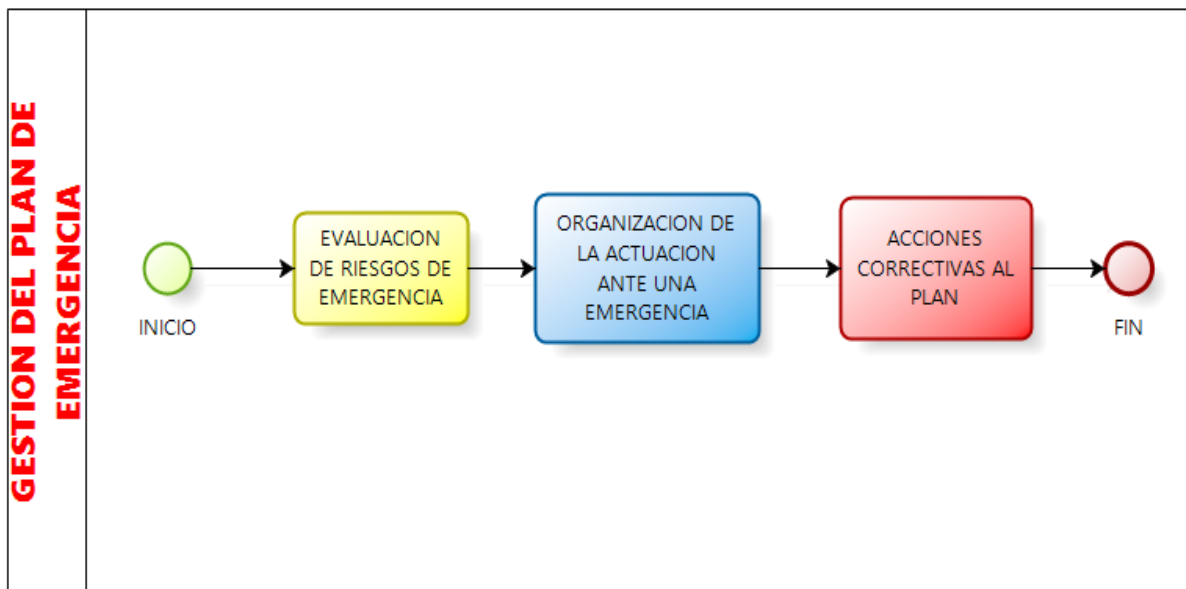 GESTION DEL PLAN DE
EMERGENCIA
INICIO
EVALUACION
DE RIESGOS DE
EMERGENCIA
ORGANIZACION DE
LA ACTUACION
ANTE UNA
EMERGENCIA
ACCIONES
CORRECTIVAS AL
PLAN
FIN